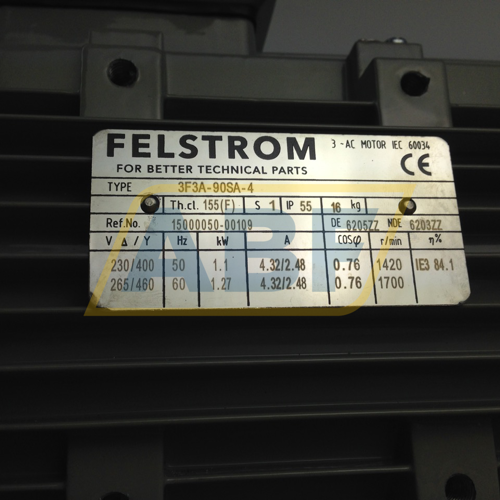 FELSTROM 3 - AC MOTOR IEC 60034
FOR BETTER TECHNICAL PARTS CE
TYPE 3F3A-90SA-4
Th.cl. 155(F) S 1 IP 55 16 kg
Ref.No. 15000050-00109 DE 6205ZZ NDE 6203ZZ
V Δ / Y Hz kW A COSφ r/min η%
230/400 50 1.1 4.32/2.48 0.76 1420 IE3 84.1
265/460 60 1.27 4.32/2.48 0.76 1700
ABF